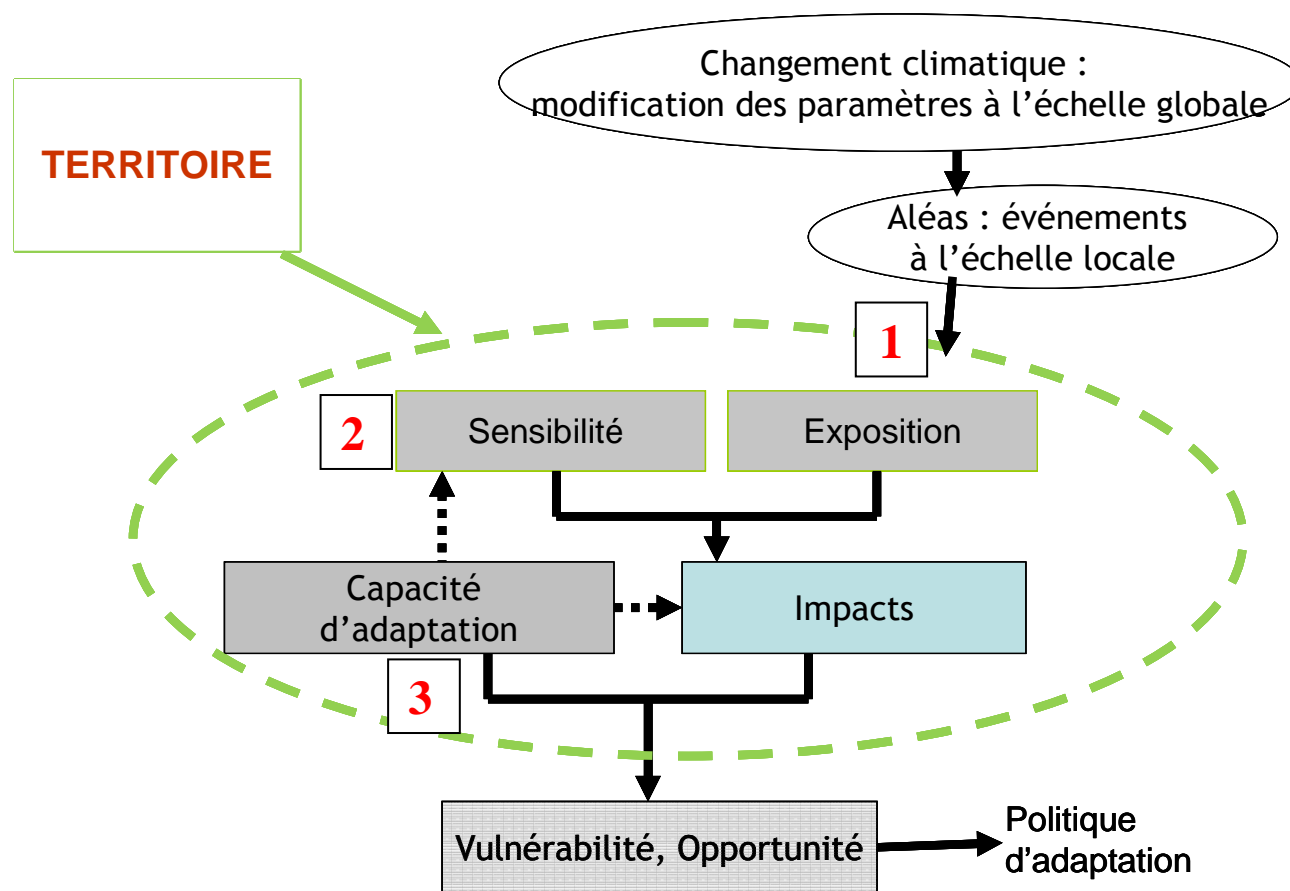 Changement climatique :
modification des paramètres à l’échelle globale
TERRITOIRE
Aléas : événements
à l’échelle locale
1
2
Sensibilité
Exposition
Capacité
d’adaptation
Impacts
3
Vulnérabilité, Opportunité
Politique
d’adaptation